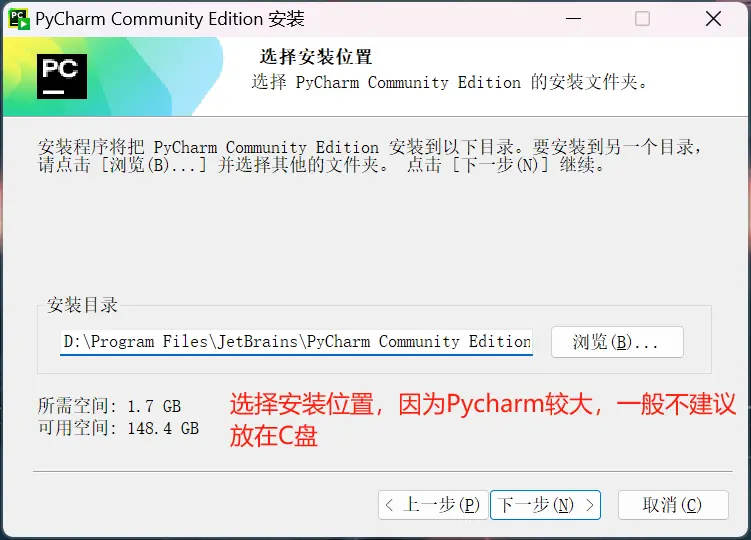 PyCharm Community Edition 安装
PC
选择安装位置
选择 PyCharm Community Edition 的安装文件夹。
安装程序将把 PyCharm Community Edition 安装到以下目录。要安装到另一个目录，
请点击 [浏览(B)...] 并选择其他的文件夹。 点击 [下一步(N)] 继续。
安装目录
D:\Program Files\JetBrains\PyCharm Community Edition
浏览(B)...
所需空间: 1.7 GB
可用空间: 148.4 GB
选择安装位置，因为Pycharm较大，一般不建议
放在C盘
< 上一步(P)
下一步(N) >
取消(C)